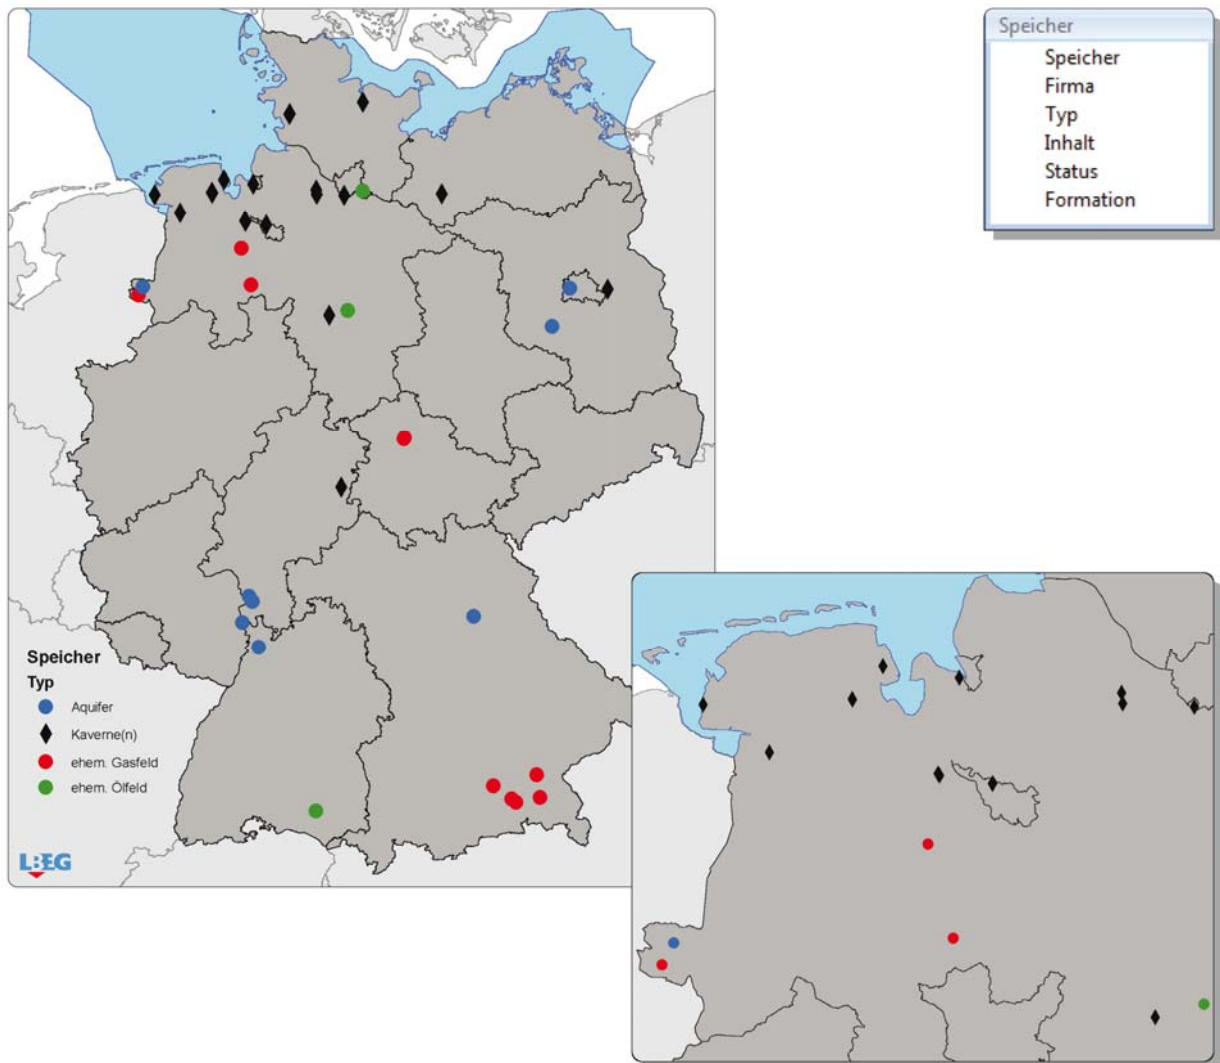 Speicher
Typ
Aquifer
Kaverne(n)
ehem. Gasfeld
ehem. Ölfeld
LBEG
Speicher
Speicher
Firma
Typ
Inhalt
Status
Formation